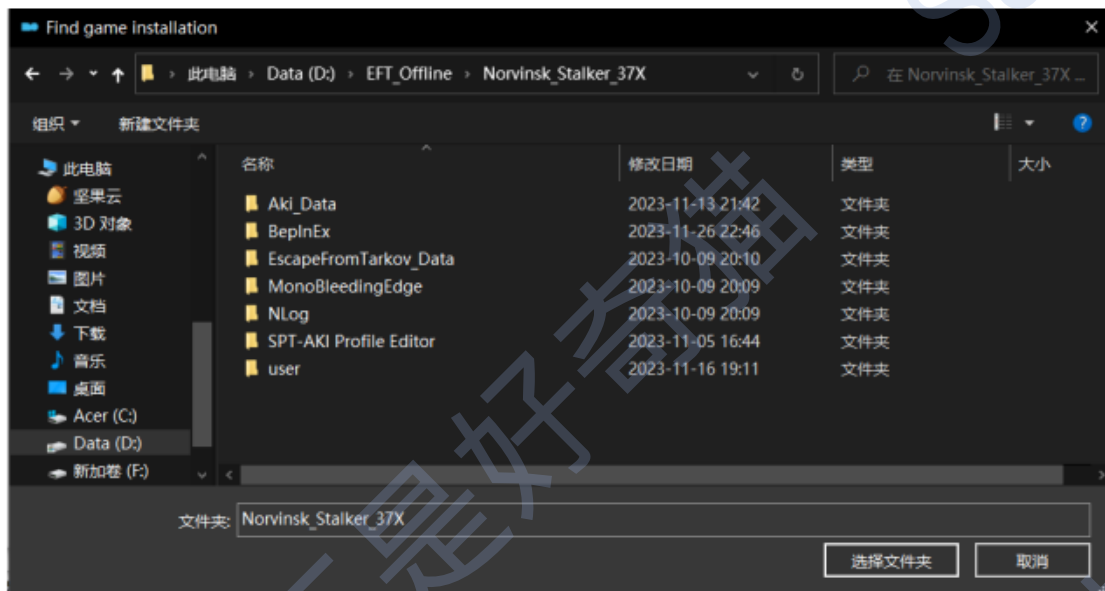 Find game installation
此电脑 › Data (D:) › EFT_Offline › Norvinsk_Stalker_37X
在 Norvinsk_Stalker_37X ...
组织 新建文件夹
名称 修改日期 类型 大小
此电脑
坚果云
3D 对象
视频
图片
文档
下载
音乐
桌面
Acer (C:)
Data (D:)
新加卷 (F:)
Aki_Data 2023-11-13 21:42 文件夹
BepInEx 2023-11-26 22:46 文件夹
EscapeFromTarkov_Data 2023-10-09 20:10 文件夹
MonoBleedingEdge 2023-10-09 20:09 文件夹
NLog 2023-10-09 20:09 文件夹
SPT-AKI Profile Editor 2023-11-05 16:44 文件夹
user 2023-11-16 19:11 文件夹
文件夹: Norvinsk_Stalker_37X
选择文件夹 取消
是好奇猫